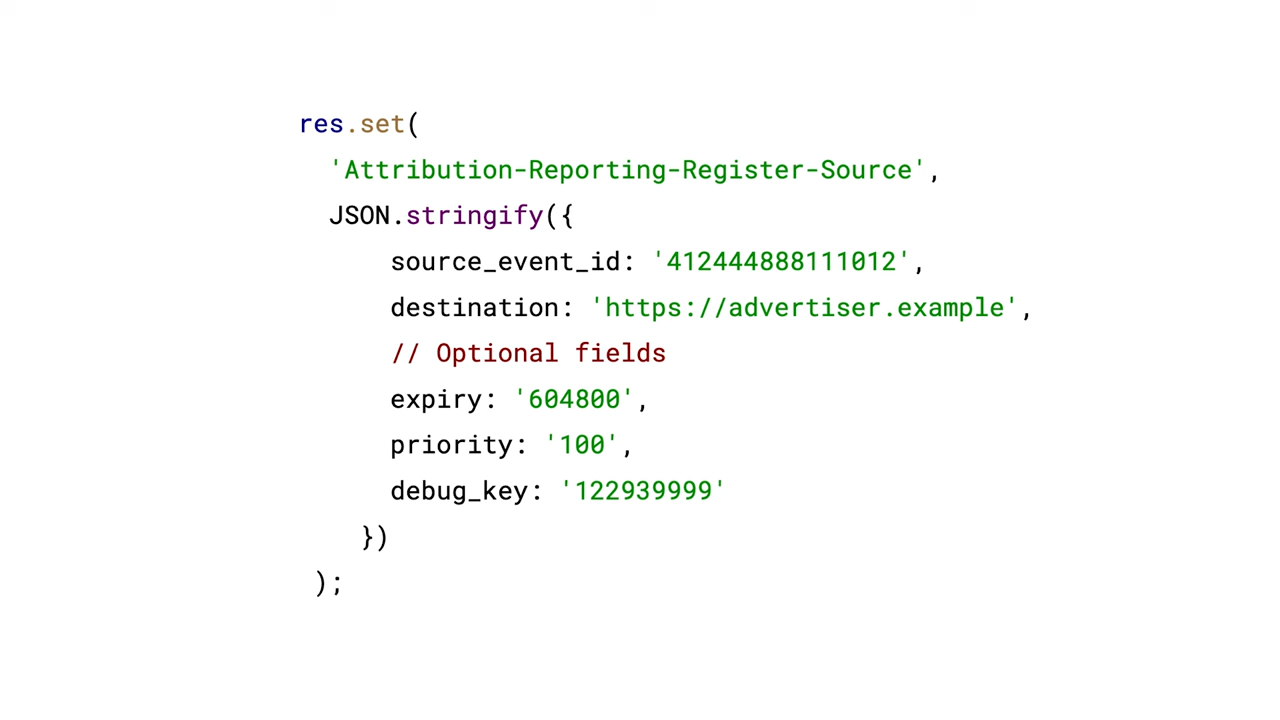 res.set(
'Attribution-Reporting-Register-Source',
JSON.stringify({
source_event_id: '412444888111012',
destination: 'https://advertiser.example',
// Optional fields
expiry: '604800',
priority: '100',
debug_key: '122939999'
})
);